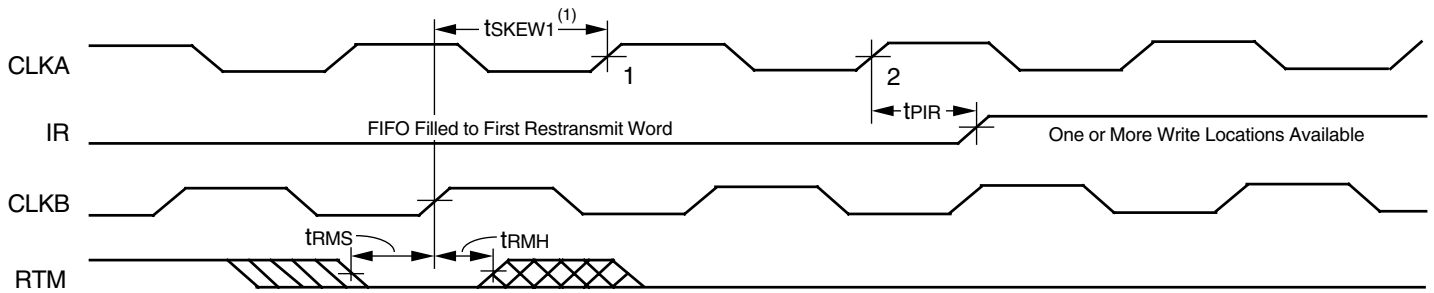 tSKEW1 (1)
CLKA
1
2
tPIR
IR
FIFO Filled to First Restransmit Word
One or More Write Locations Available
CLKB
tRMS
tRMH
RTM